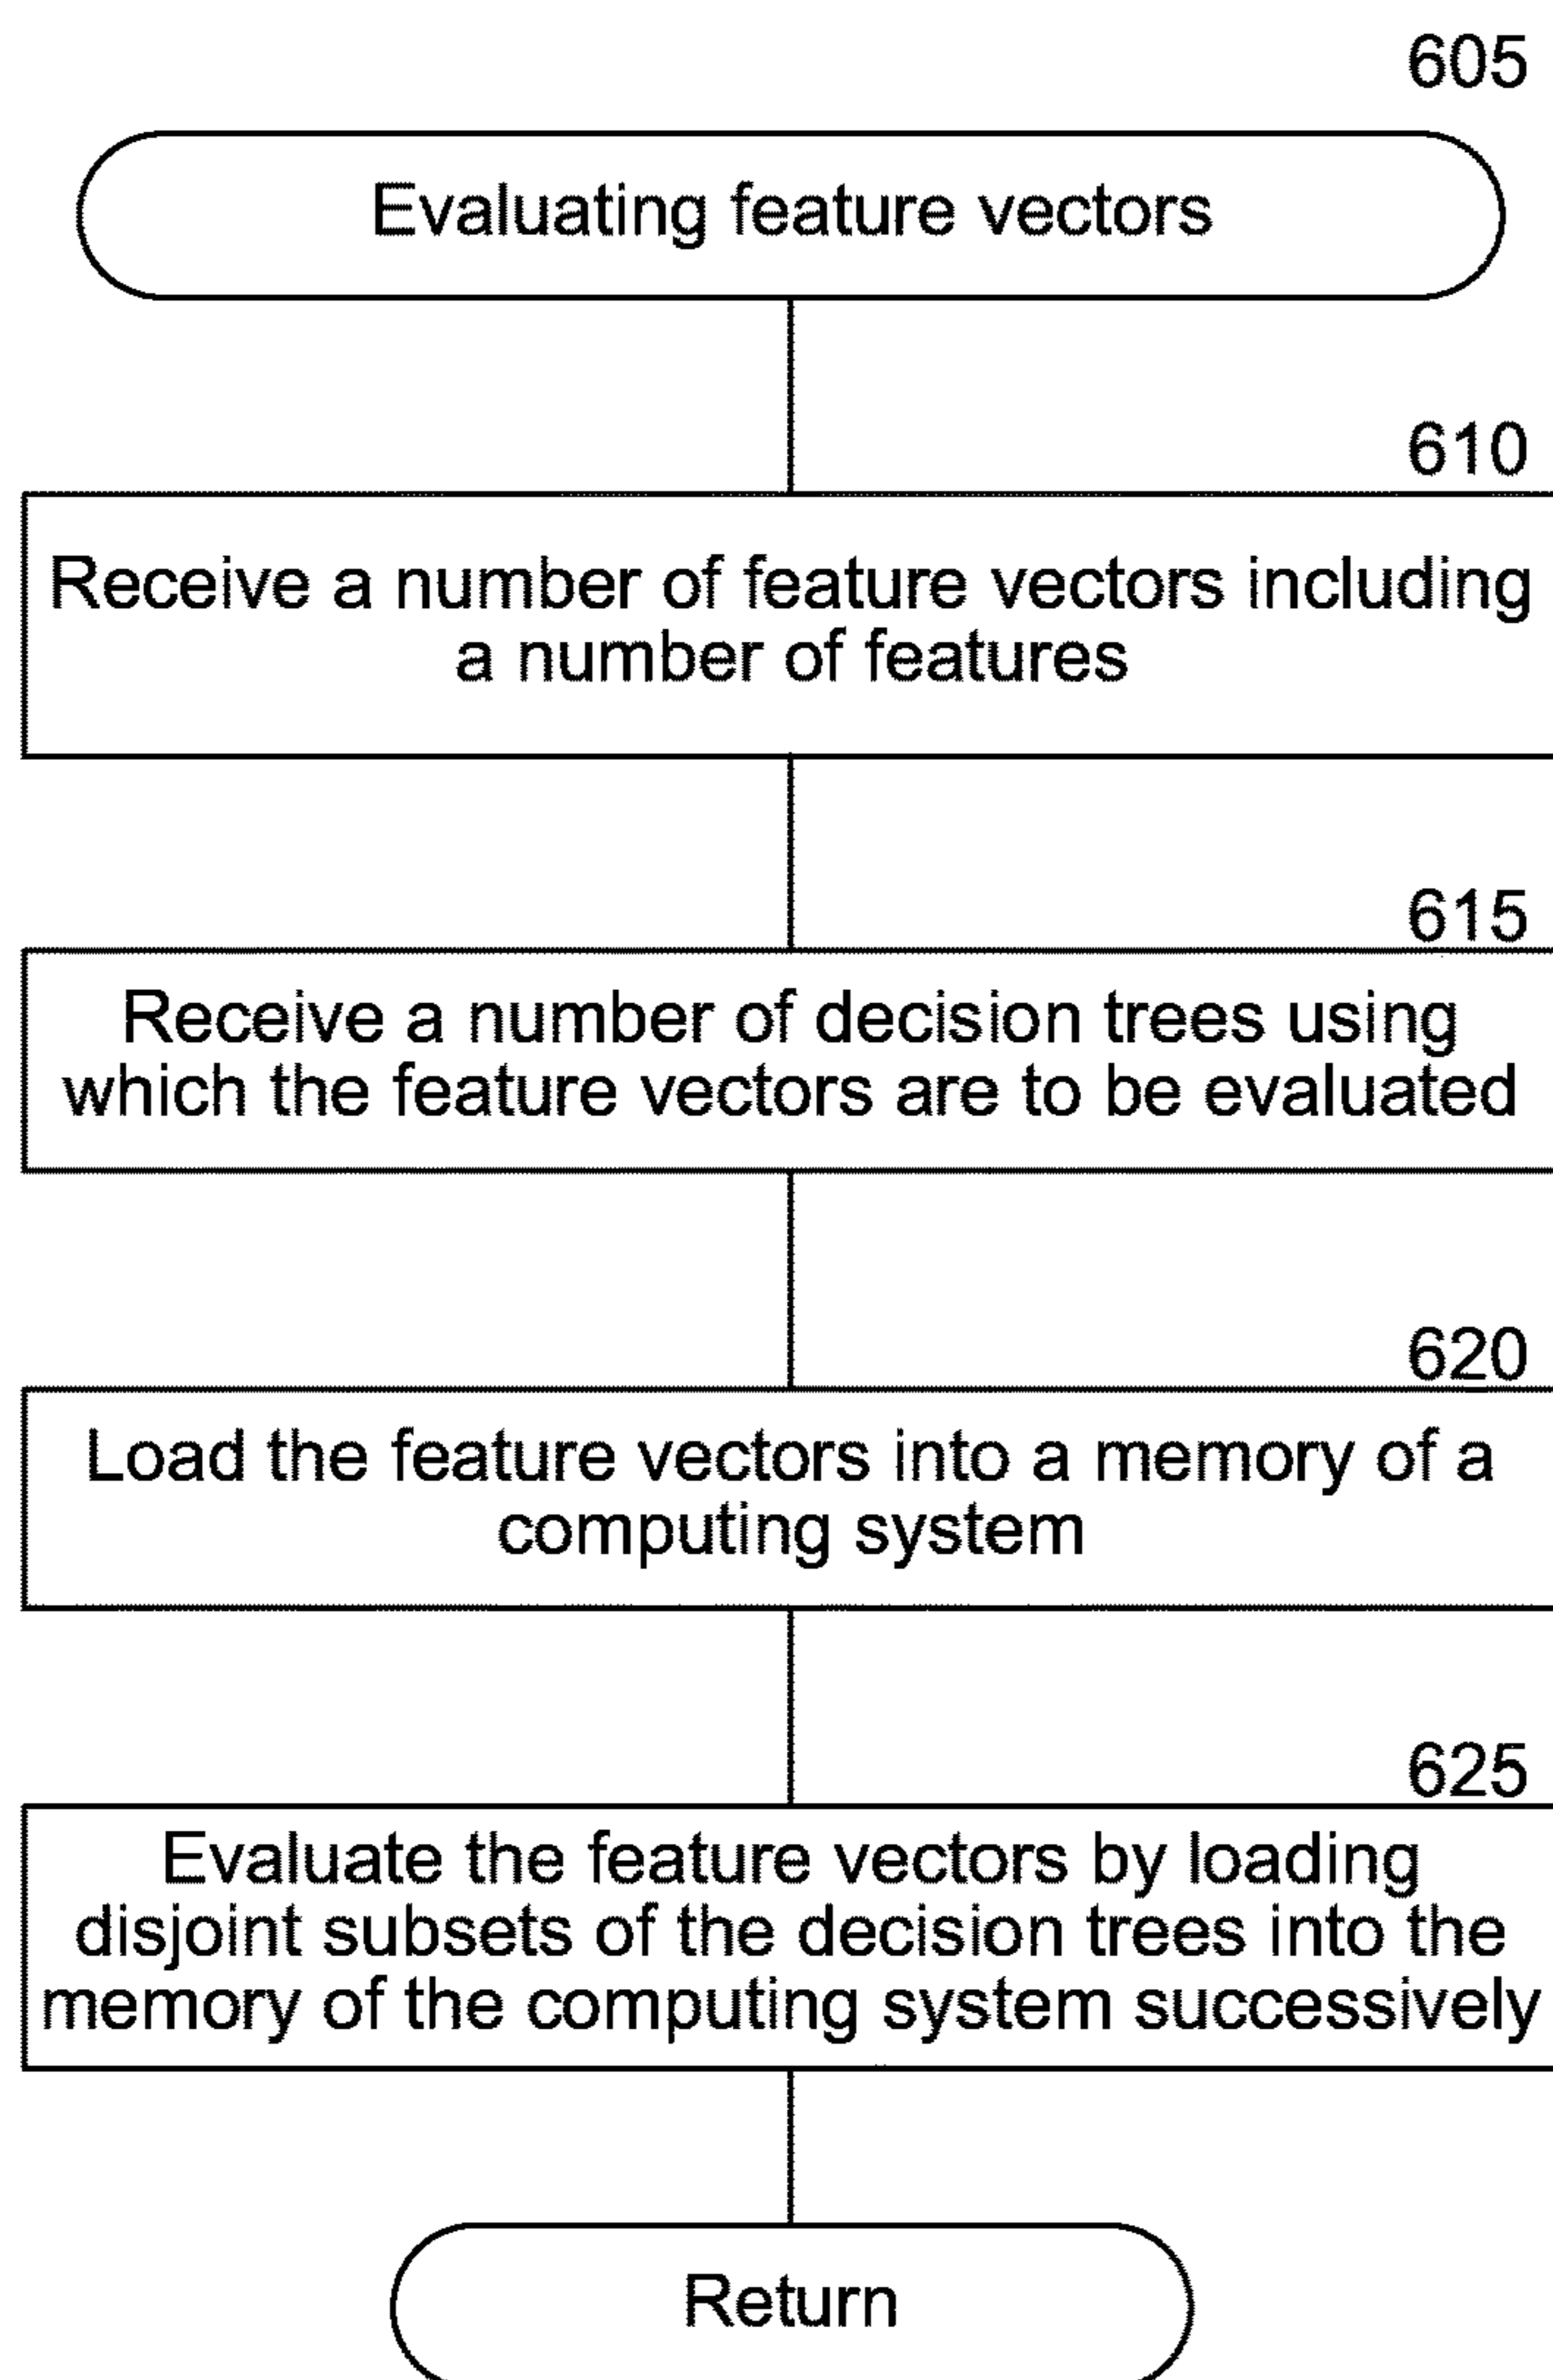 605
Evaluating feature vectors
610
Receive a number of feature vectors including
a number of features
615
Receive a number of decision trees using
which the feature vectors are to be evaluated
620
Load the feature vectors into a memory of a
computing system
625
Evaluate the feature vectors by loading
disjoint subsets of the decision trees into the
memory of the computing system successively
Return